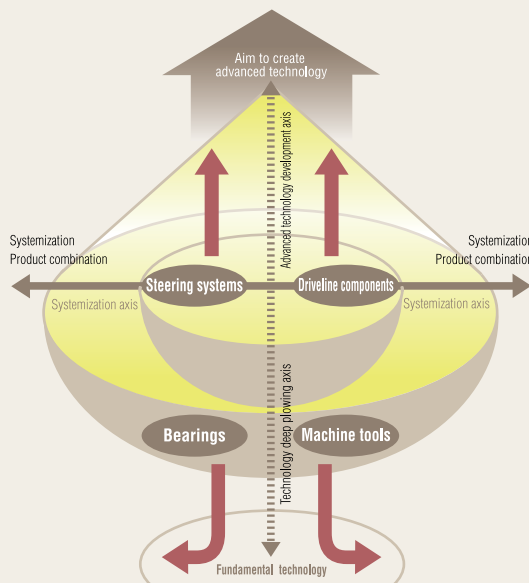 Aim to create
advanced technology
Advanced technology development axis
Systemization
Product combination
Systemization
Product combination
Steering systems
Driveline components
Systemization axis
Systemization axis
Technology deep plowing axis
Bearings
Machine tools
Fundamental technology